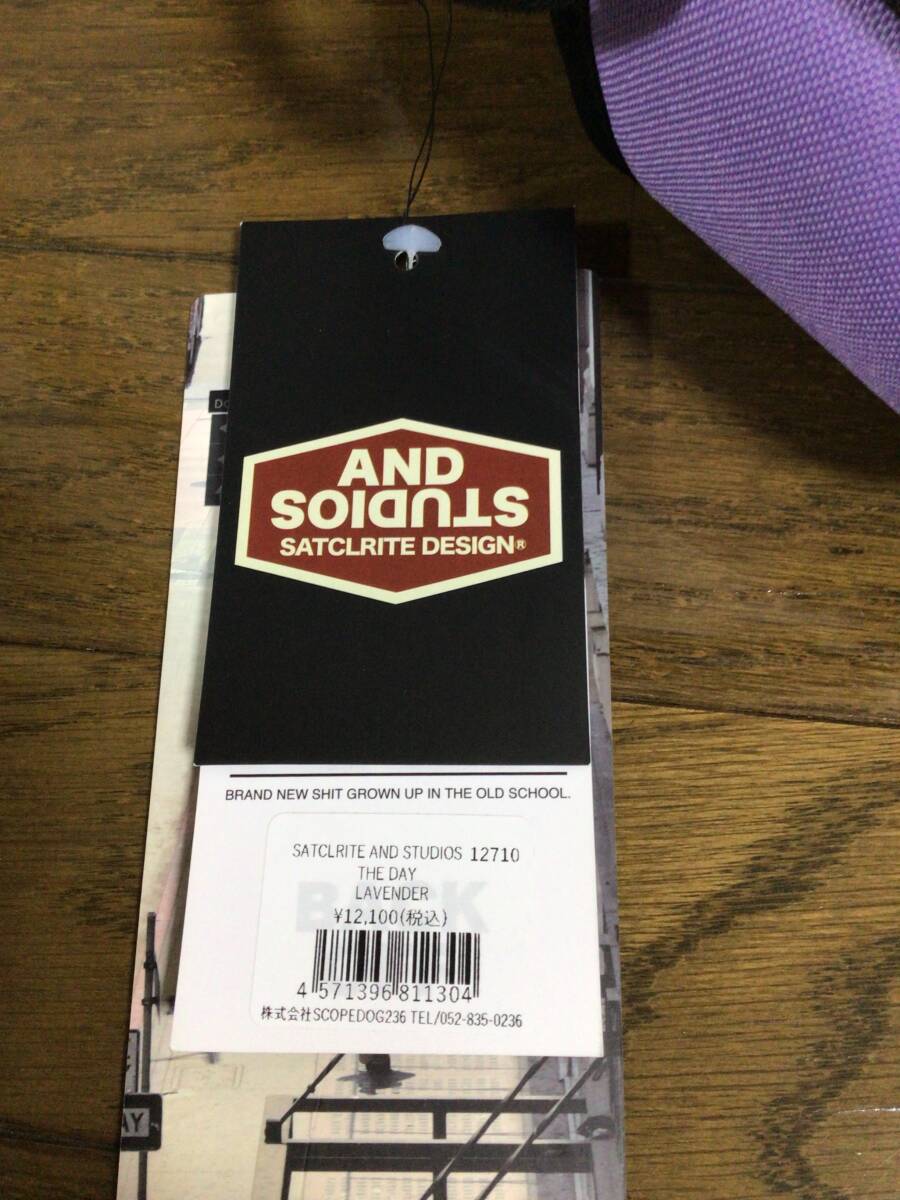 AND
STUDIOS
SATCLRITE DESIGN®
BRAND NEW SHIT GROWN UP IN THE OLD SCHOOL.
SATCLRITE AND STUDIOS 12710
THE DAY
LAVENDER
¥12,100(税込)
4 571396 811304
株式会社SCOPEDOG236 TEL/052-835-0236
AY